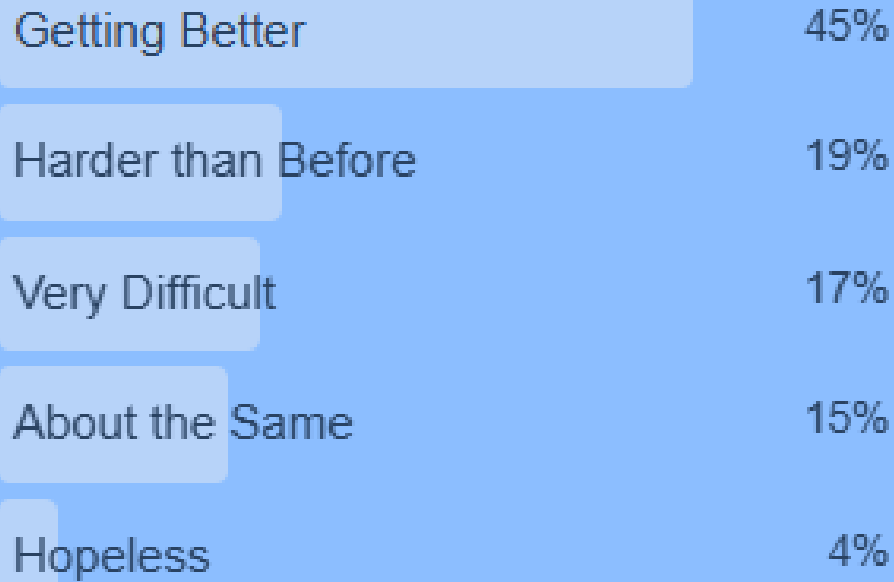 Getting Better 45%
Harder than Before 19%
Very Difficult 17%
About the Same 15%
Hopeless 4%